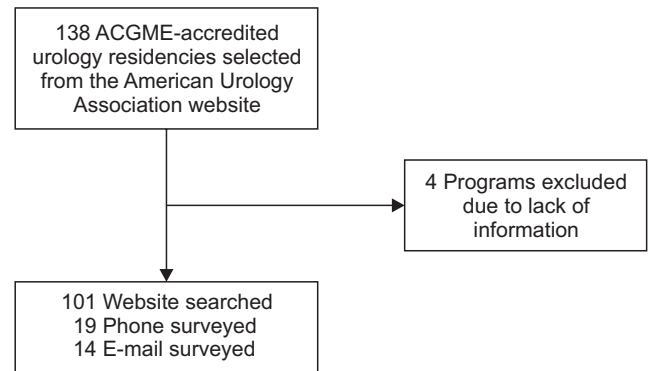 138 ACGME-accredited
urology residencies selected
from the American Urology
Association website
4 Programs excluded
due to lack of
information
101 Website searched
19 Phone surveyed
14 E-mail surveyed